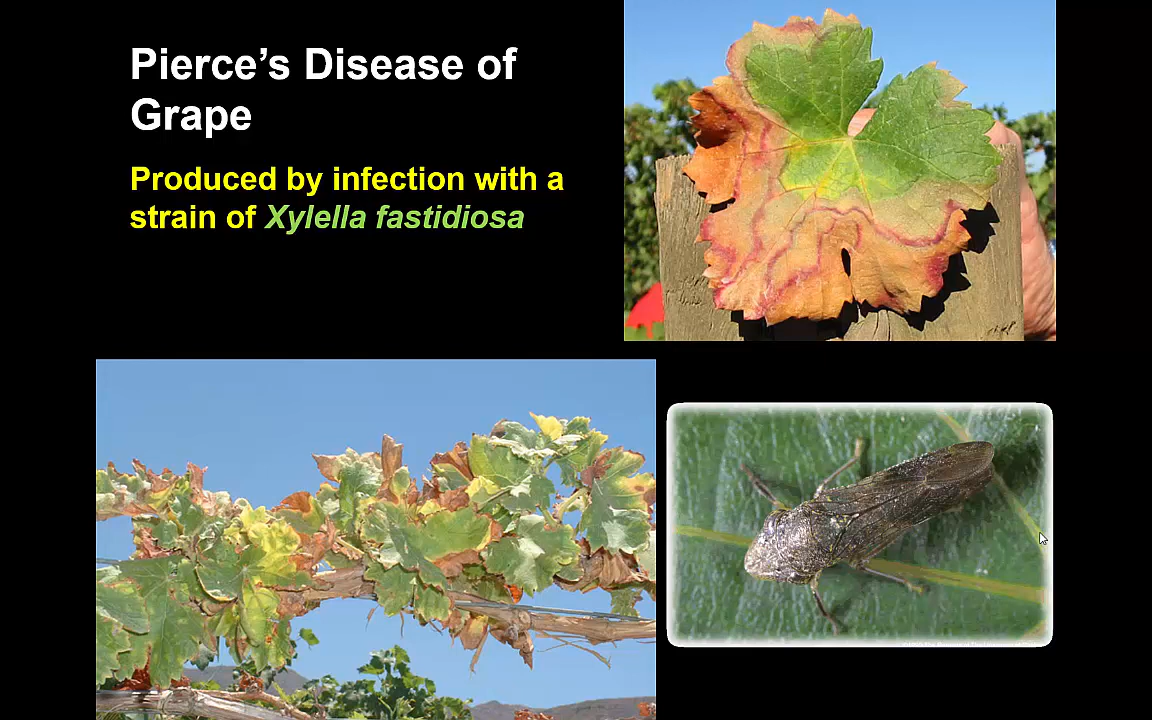 Pierce’s Disease of
Grape
Produced by infection with a
strain of Xylella fastidiosa